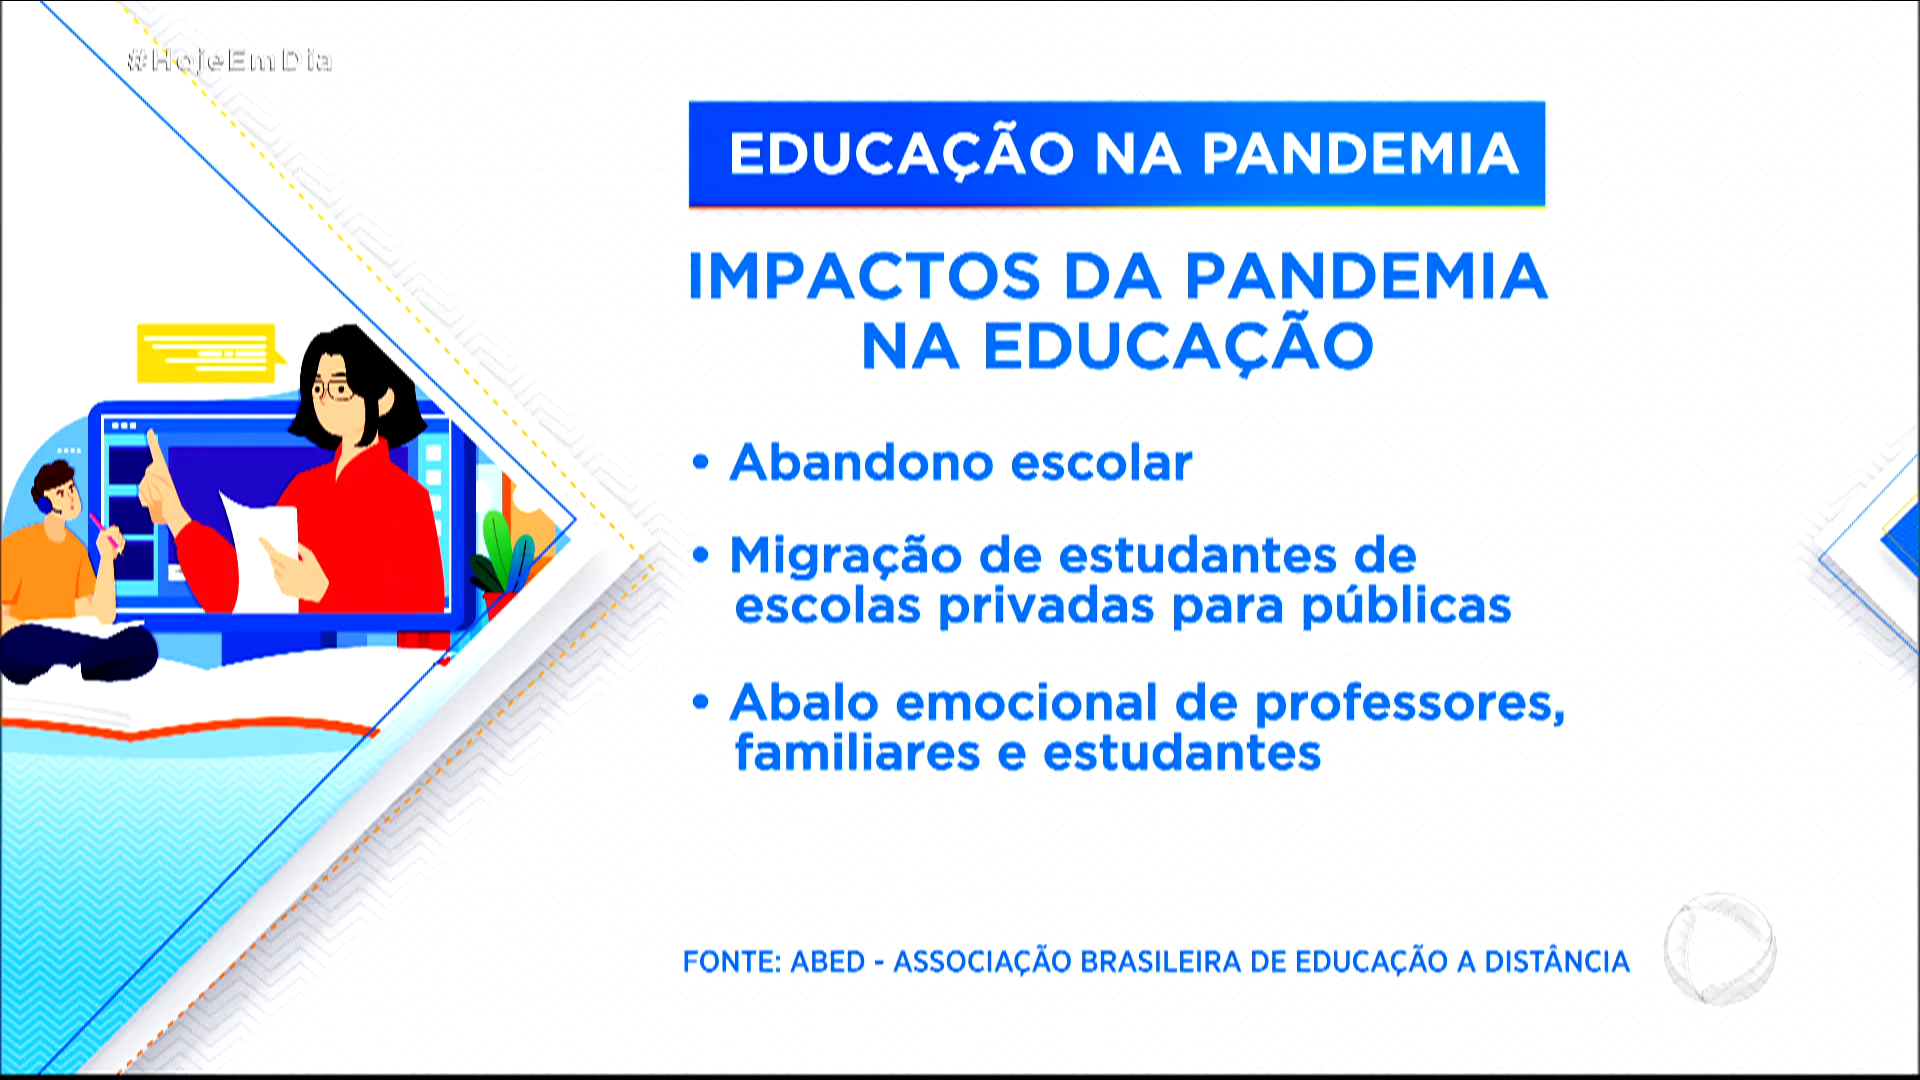 #HojeEmDia
EDUCAÇÃO NA PANDEMIA
IMPACTOS DA PANDEMIA
NA EDUCAÇÃO
• Abandono escolar
• Migração de estudantes de
escolas privadas para públicas
• Abalo emocional de professores,
familiares e estudantes
FONTE: ABED - ASSOCIAÇÃO BRASILEIRA DE EDUCAÇÃO A DISTÂNCIA